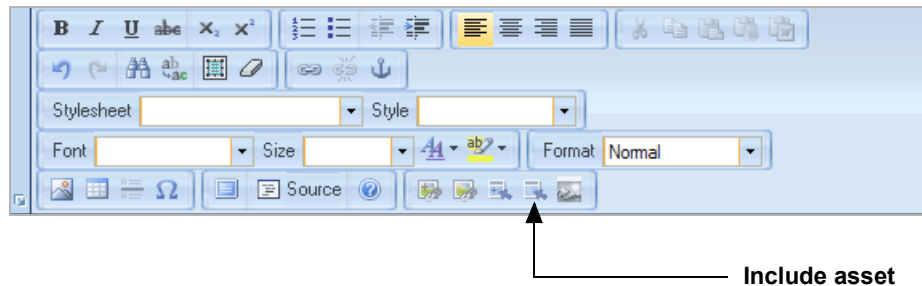 B I U abc X₂ X²
ab ac
Stylesheet Style
Font Size A ab Format Normal
Ω Source ?
Include asset